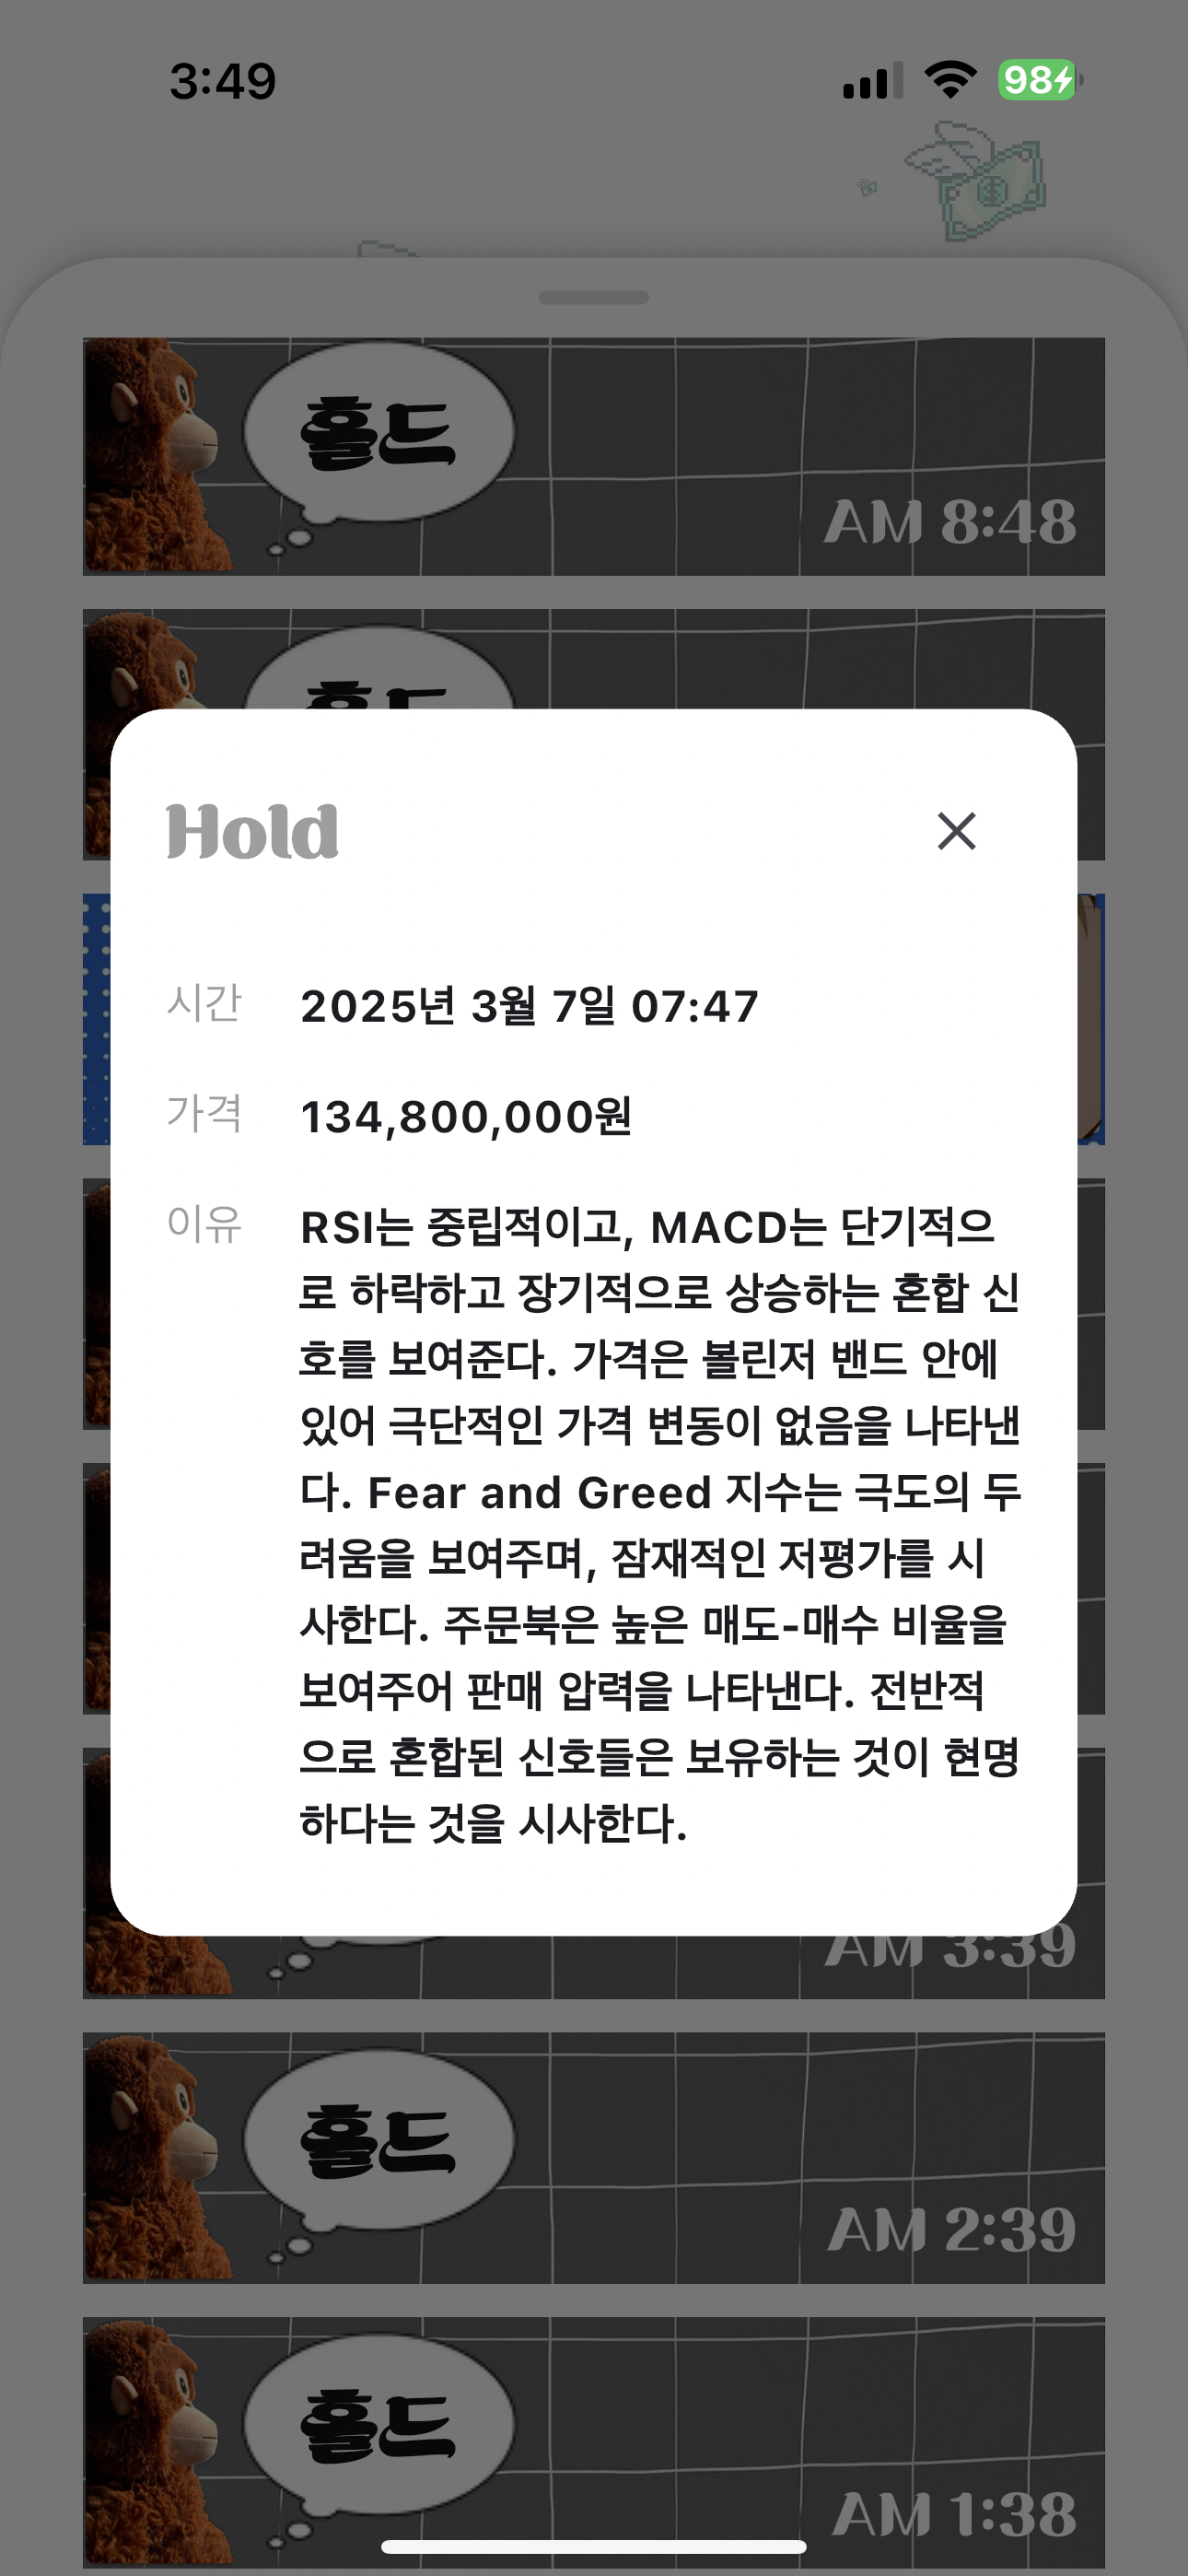 3:49
98
홀드
AM 8:48
Hold
시간
2025년 3월 7일 07:47
가격
134,800,000원
이유
RSI는 중립적이고, MACD는 단기적으
로 하락하고 장기적으로 상승하는 혼합 신
호를 보여준다. 가격은 볼린저 밴드 안에
있어 극단적인 가격 변동이 없음을 나타낸
다. Fear and Greed 지수는 극도의 두
려움을 보여주며, 잠재적인 저평가를 시
사한다. 주문북은 높은 매도-매수 비율을
보여주어 판매 압력을 나타낸다. 전반적
으로 혼합된 신호들은 보유하는 것이 현명
하다는 것을 시사한다.
AM 3:39
홀드
AM 2:39
홀드
AM 1:38